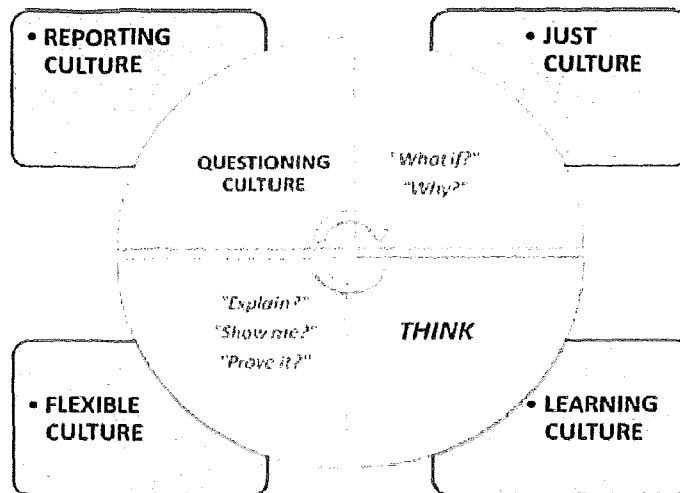 • REPORTING
CULTURE
• JUST
CULTURE
QUESTIONING
CULTURE
"What if?"
"Why?"
"Explain?"
"Show me?"
"Prove it?"
THINK
• FLEXIBLE
CULTURE
• LEARNING
CULTURE